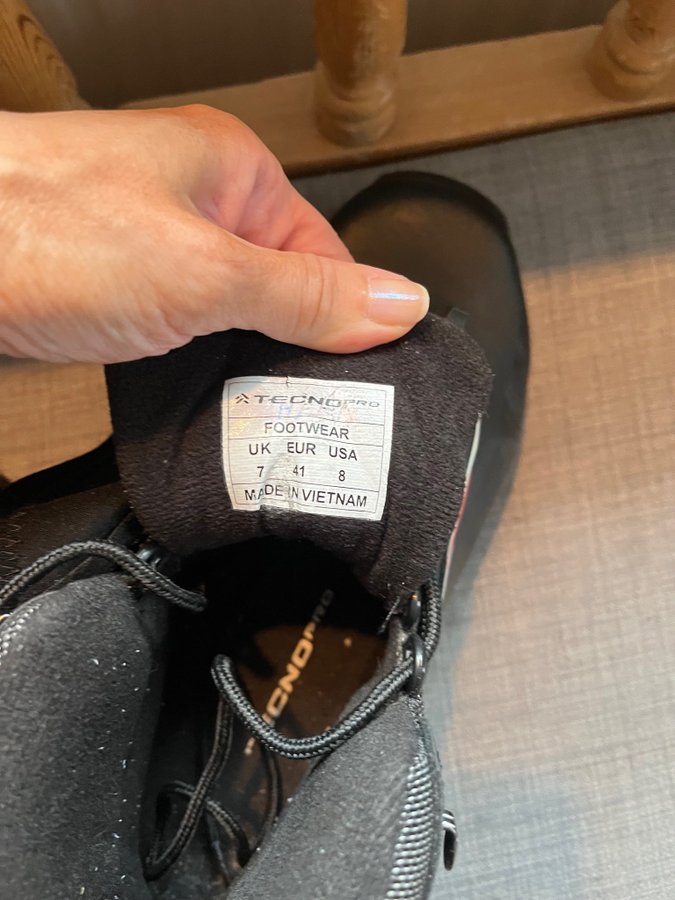 TECNOPRO
FOOTWEAR
UK EUR USA
7 41 8
MADE IN VIETNAM
TECNOPRO